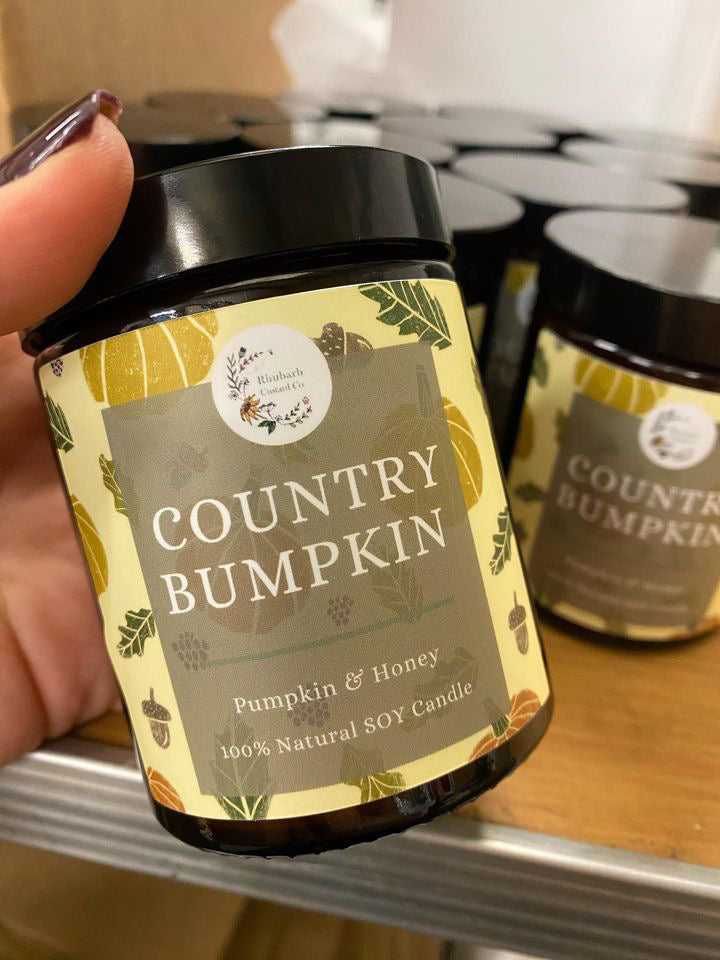 Rhubarb
Custard Co.
COUNTRY
BUMPKIN
Pumpkin & Honey
100% Natural SOY Candle
COUNTR
BUMPKIN